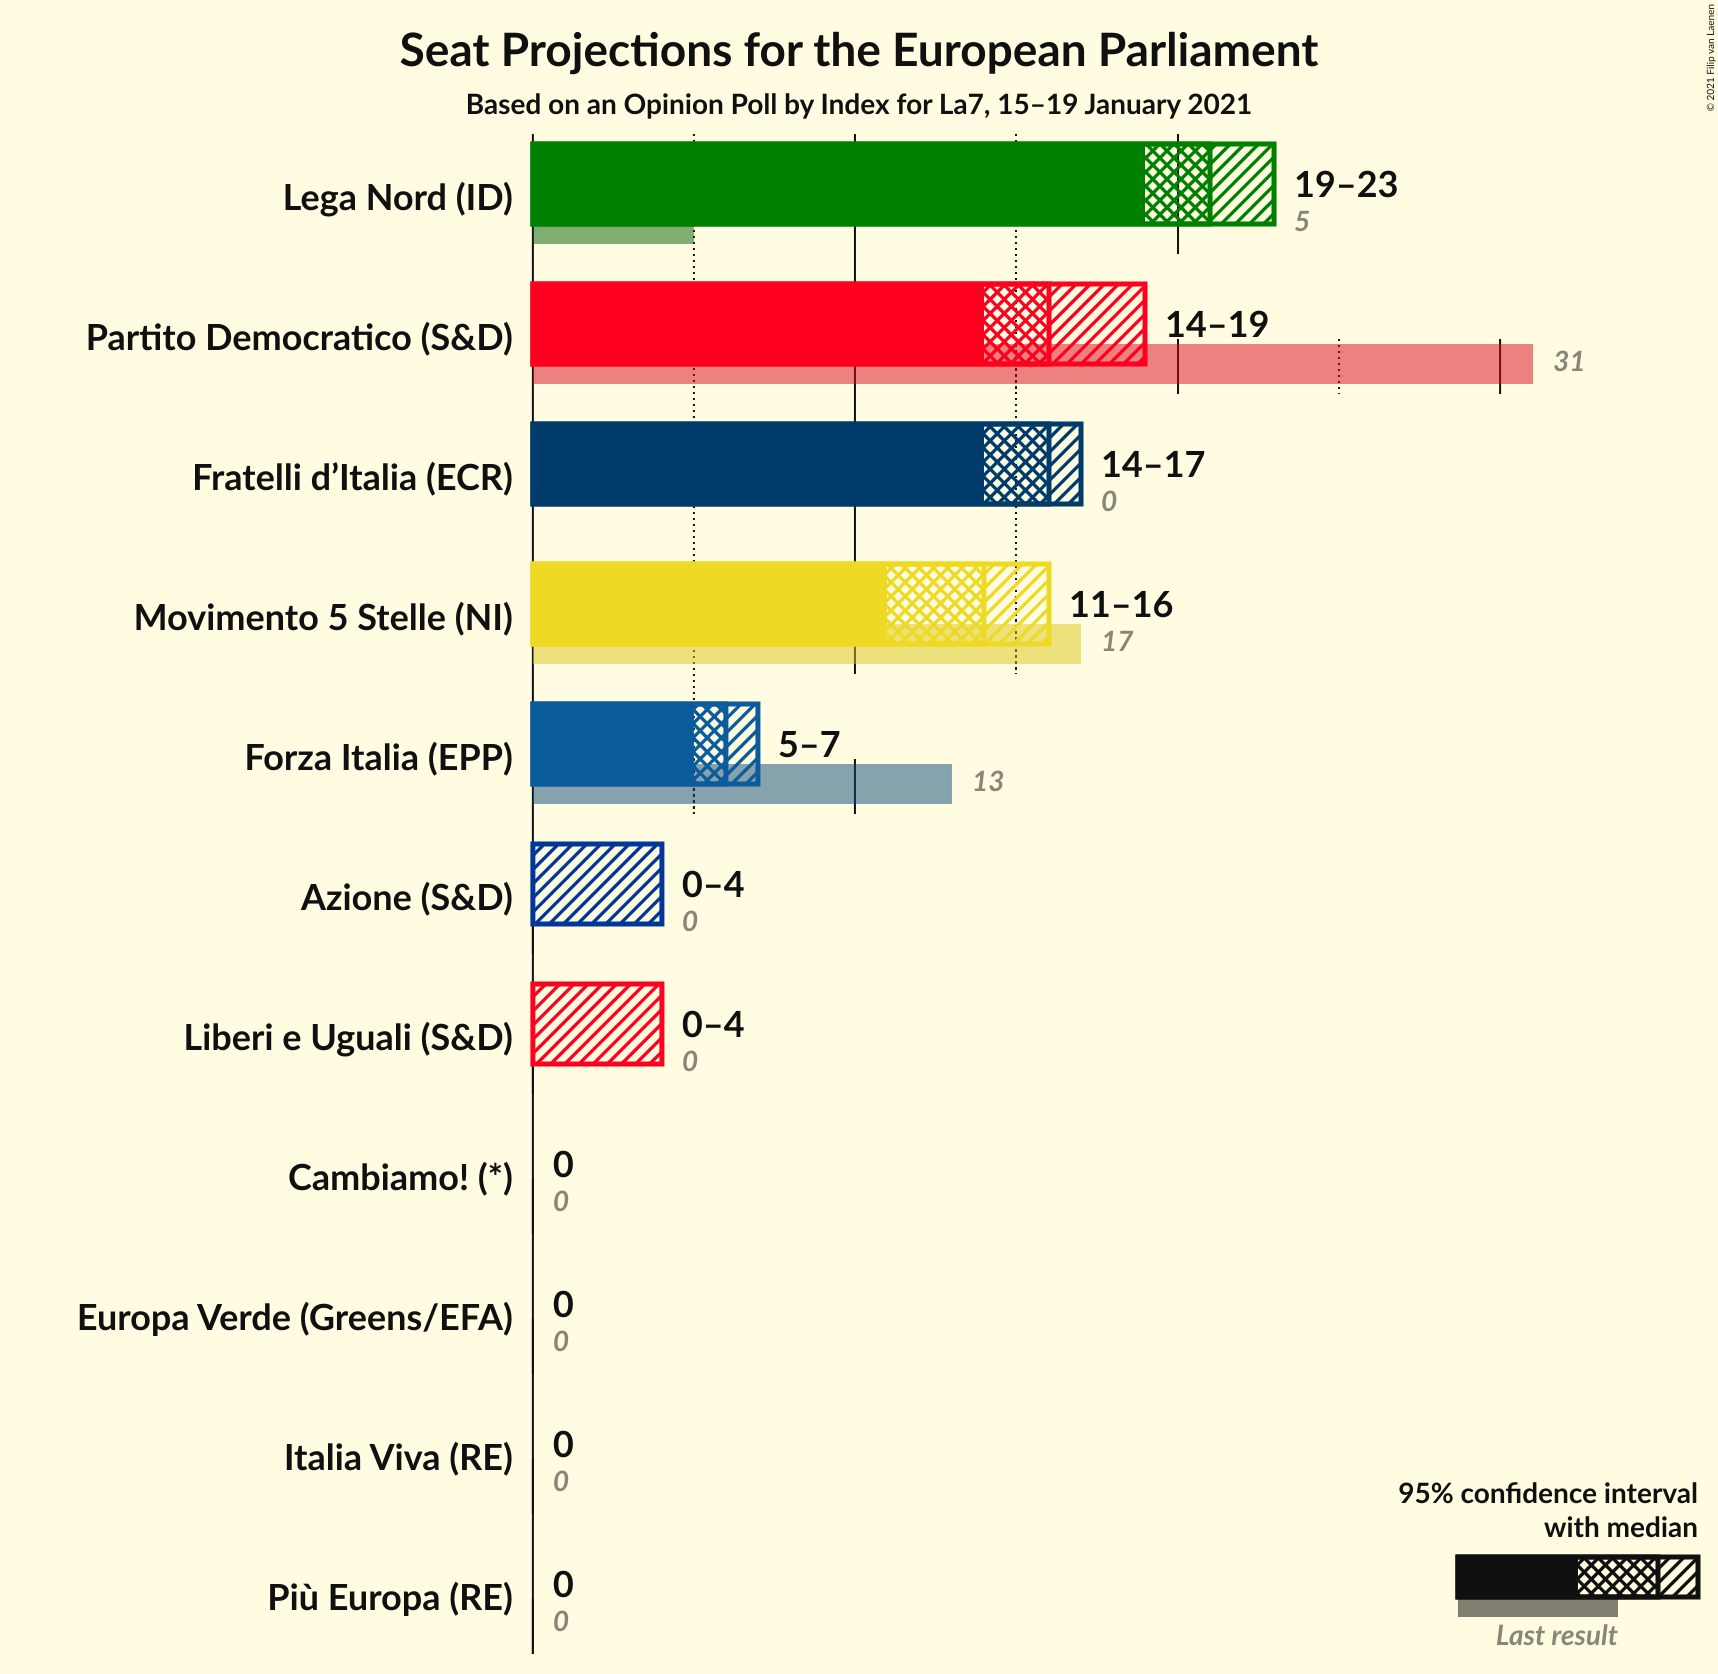 Seat Projections for the European Parliament
Based on an Opinion Poll by Index for La7, 15–19 January 2021
© 2021 Filip van Laenen
Lega Nord (ID)
19–23
5
Partito Democratico (S&D)
14–19
31
Fratelli d’Italia (ECR)
14–17
0
Movimento 5 Stelle (NI)
11–16
17
Forza Italia (EPP)
5–7
13
Azione (S&D)
0–4
0
Liberi e Uguali (S&D)
0–4
0
Cambiamo! (*)
0
0
Europa Verde (Greens/EFA)
0
0
Italia Viva (RE)
0
0
Più Europa (RE)
0
0
95% confidence interval
with median
Last result